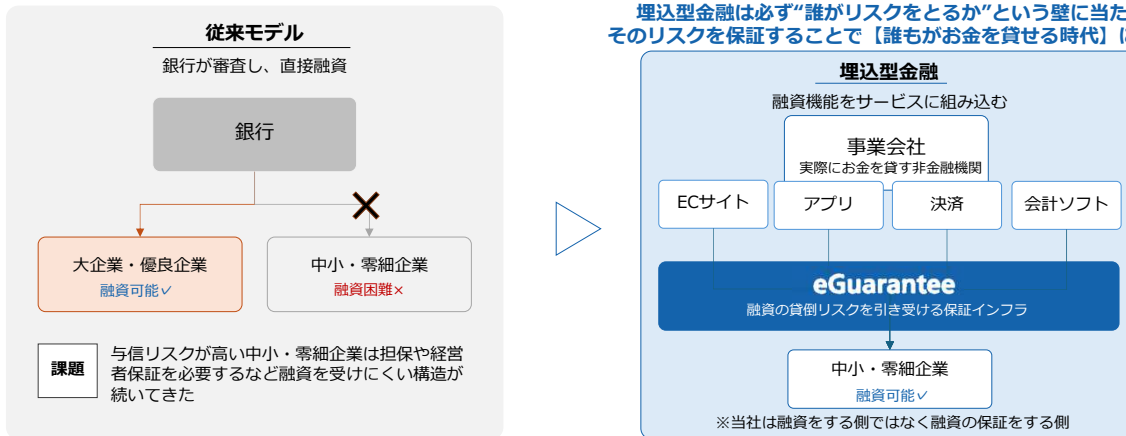 従来モデル
銀行が審査し、直接融資
銀行
大企業・優良企業
融資可能✓
中小・零細企業
融資困難×
課題
与信リスクが高い中小・零細企業は担保や経営
者保証を必要するなど融資を受けにくい構造が
続いてきた
埋込型金融は必ず“誰がリスクをとるか”という壁に当た
そのリスクを保証することで【誰もがお金を貸せる時代】に
埋込型金融
融資機能をサービスに組み込む
事業会社
実際にお金を貸す非金融機関
ECサイト
アプリ
決済
会計ソフト
eGuarantee
融資の貸倒リスクを引き受ける保証インフラ
中小・零細企業
融資可能✓
※当社は融資をする側ではなく融資の保証をする側